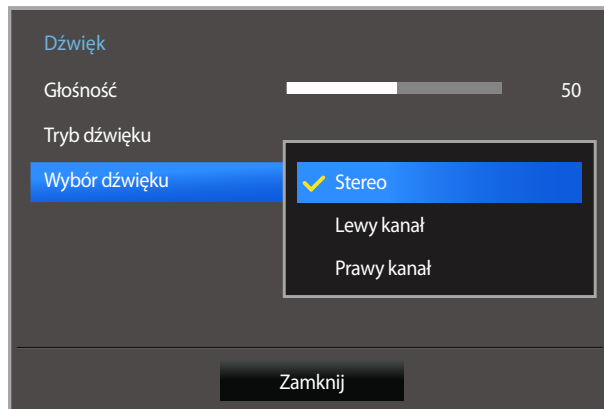 Dźwięk
Głośność 50
Tryb dźwięku
Wybór dźwięku Stereo
Lewy kanał
Prawy kanał
Zamknij